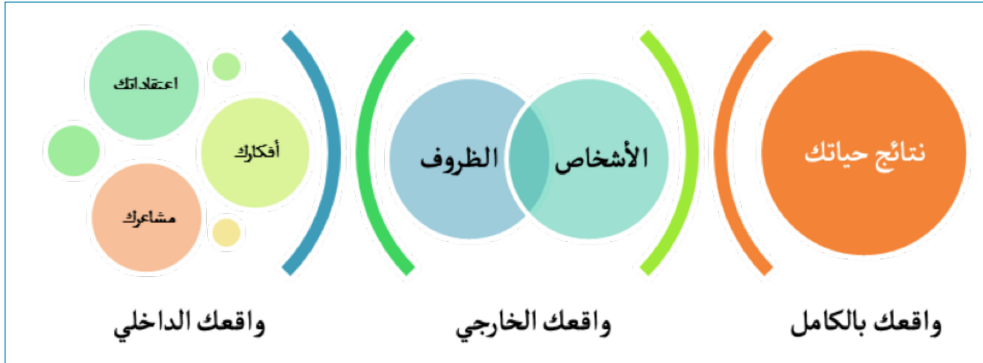 اعتقاداتك
أفكارك
مشاعرك
الظروف
الأشخاص
نتائج حياتك
واقعك الداخلي
واقعك الخارجي
واقعك بالكامل